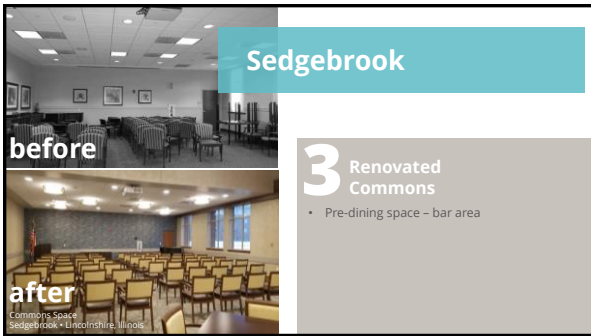 Sedgebrook
before
3
Renovated
Commons
• Pre-dining space – bar area
after
Commons Space
Sedgebrook • Lincolnshire, Illinois